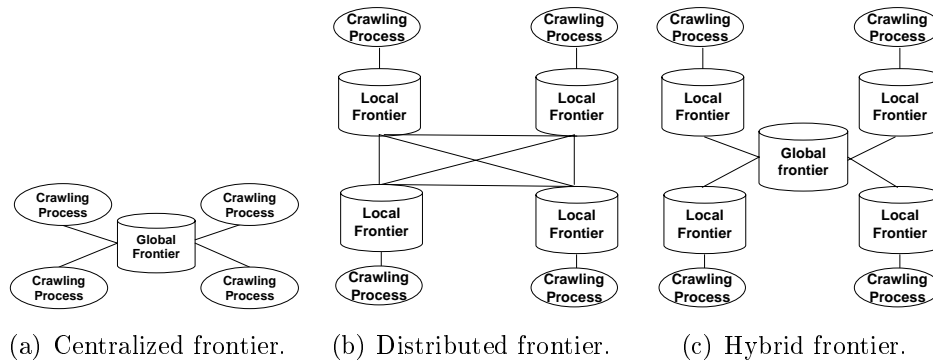 Crawling
Process
Crawling
Process
Global
Frontier
Crawling
Process
Crawling
Process
(a) Centralized frontier.
Crawling
Process
Crawling
Process
Local
Frontier
Local
Frontier
Local
Frontier
Local
Frontier
Crawling
Process
Crawling
Process
(b) Distributed frontier.
Crawling
Process
Crawling
Process
Local
Frontier
Local
Frontier
Global
frontier
Local
Frontier
Local
Frontier
Crawling
Process
Crawling
Process
(c) Hybrid frontier.